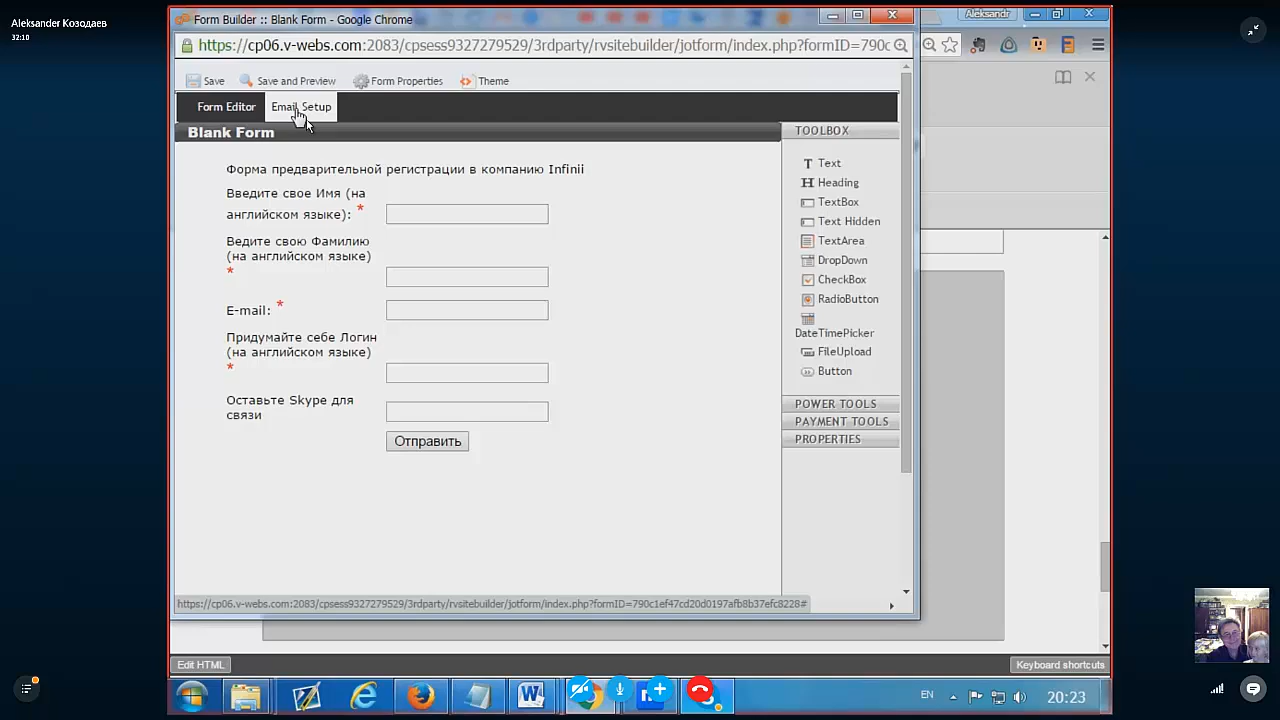 Aleksander Козодаев
32:10
Form Builder :: Blank Form - Google Chrome
Aleksandr
https://cp06.v-webs.com:2083/cpsess9327279529/3rdparty/rvsitebuilder/jotform/index.php?formID=790c
Save
Save and Preview
Form Properties
Theme
Form Editor
Email Setup
Blank Form
TOOLBOX
Форма предварительной регистрации в компанию Infinii
Введите свое Имя (на
английском языке): *
Ведите свою Фамилию
(на английском языке)
*
E-mail: *
Придумайте себе Логин
(на английском языке)
*
Оставьте Skype для
связи
Отправить
Text
Heading
TextBox
Text Hidden
TextArea
DropDown
CheckBox
RadioButton
DateTimePicker
FileUpload
Button
POWER TOOLS
PAYMENT TOOLS
PROPERTIES
https://cp06.v-webs.com:2083/cpsess9327279529/3rdparty/rvsitebuilder/jotform/index.php?formID=790c1ef47cd20d0197afb8b37efc8228#
Edit HTML
Keyboard shortcuts
EN
20:23